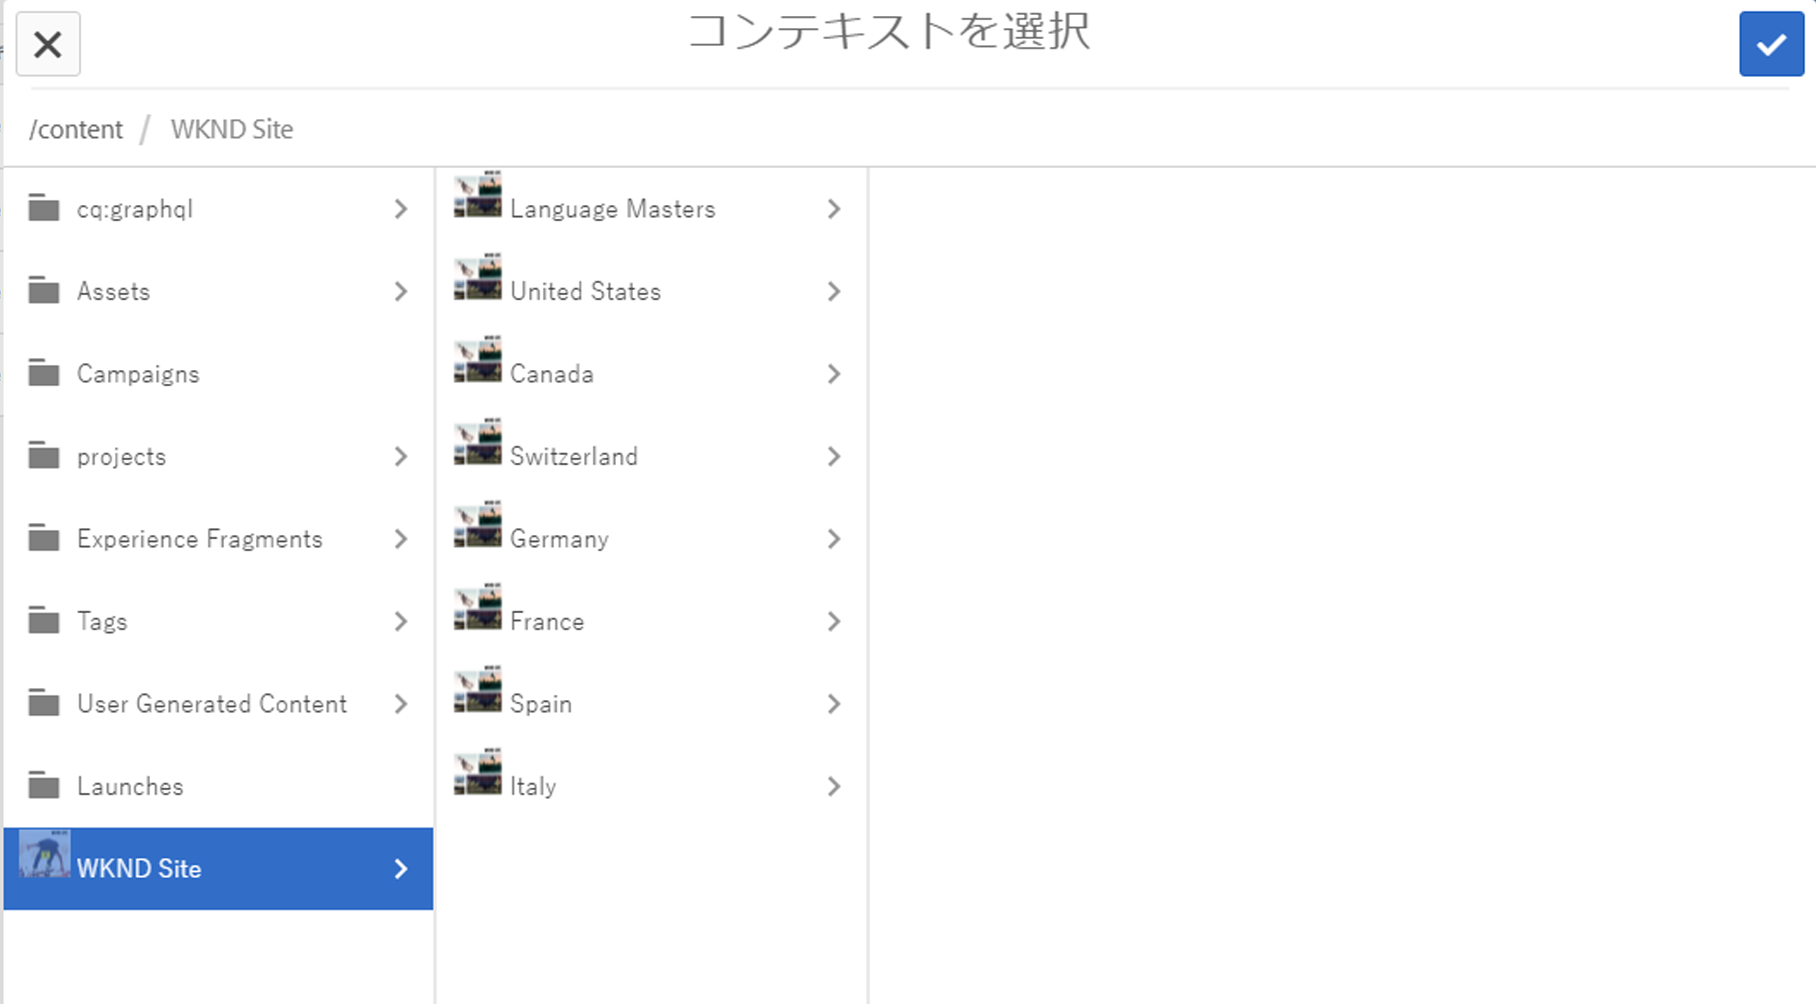 コンテキストを選択
/content / WKND Site
cq:graphql
Assets
Campaigns
projects
Experience Fragments
Tags
User Generated Content
Launches
WKND Site
Language Masters
United States
Canada
Switzerland
Germany
France
Spain
Italy